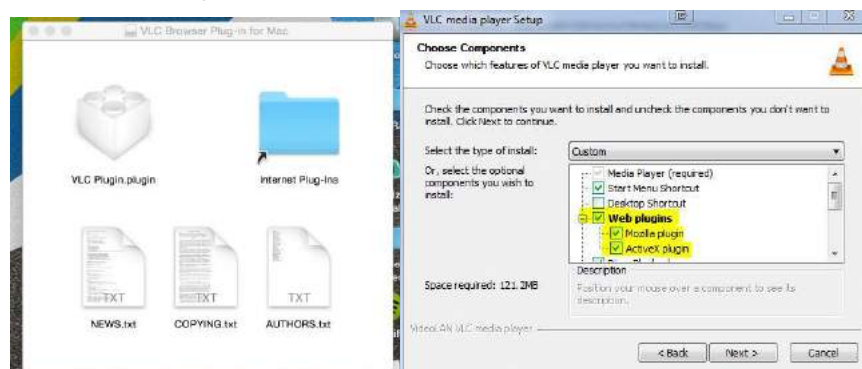 VLC Browser Plug-in for Mac
VLC Plugin.plugin
Internet Plug-Ins
TXT
TXT
TXT
NEWS.txt
COPYING.txt
AUTHORS.txt
VLC media player Setup
Choose Components
Choose which features of VLC media player you want to install.
Check the components you want to install and uncheck the components you don't want to
install. Click Next to continue.
Select the type of install:
Custom
Or, select the optional
components you wish to
install:
Media Player (required)
Start Menu Shortcut
Desktop Shortcut
Web plugins
Mozilla plugin
ActiveX plugin
Space required: 121.2MB
Description
Position your mouse over a component to see its
description.
VideoLAN VLC media player
< Back
Next >
Cancel